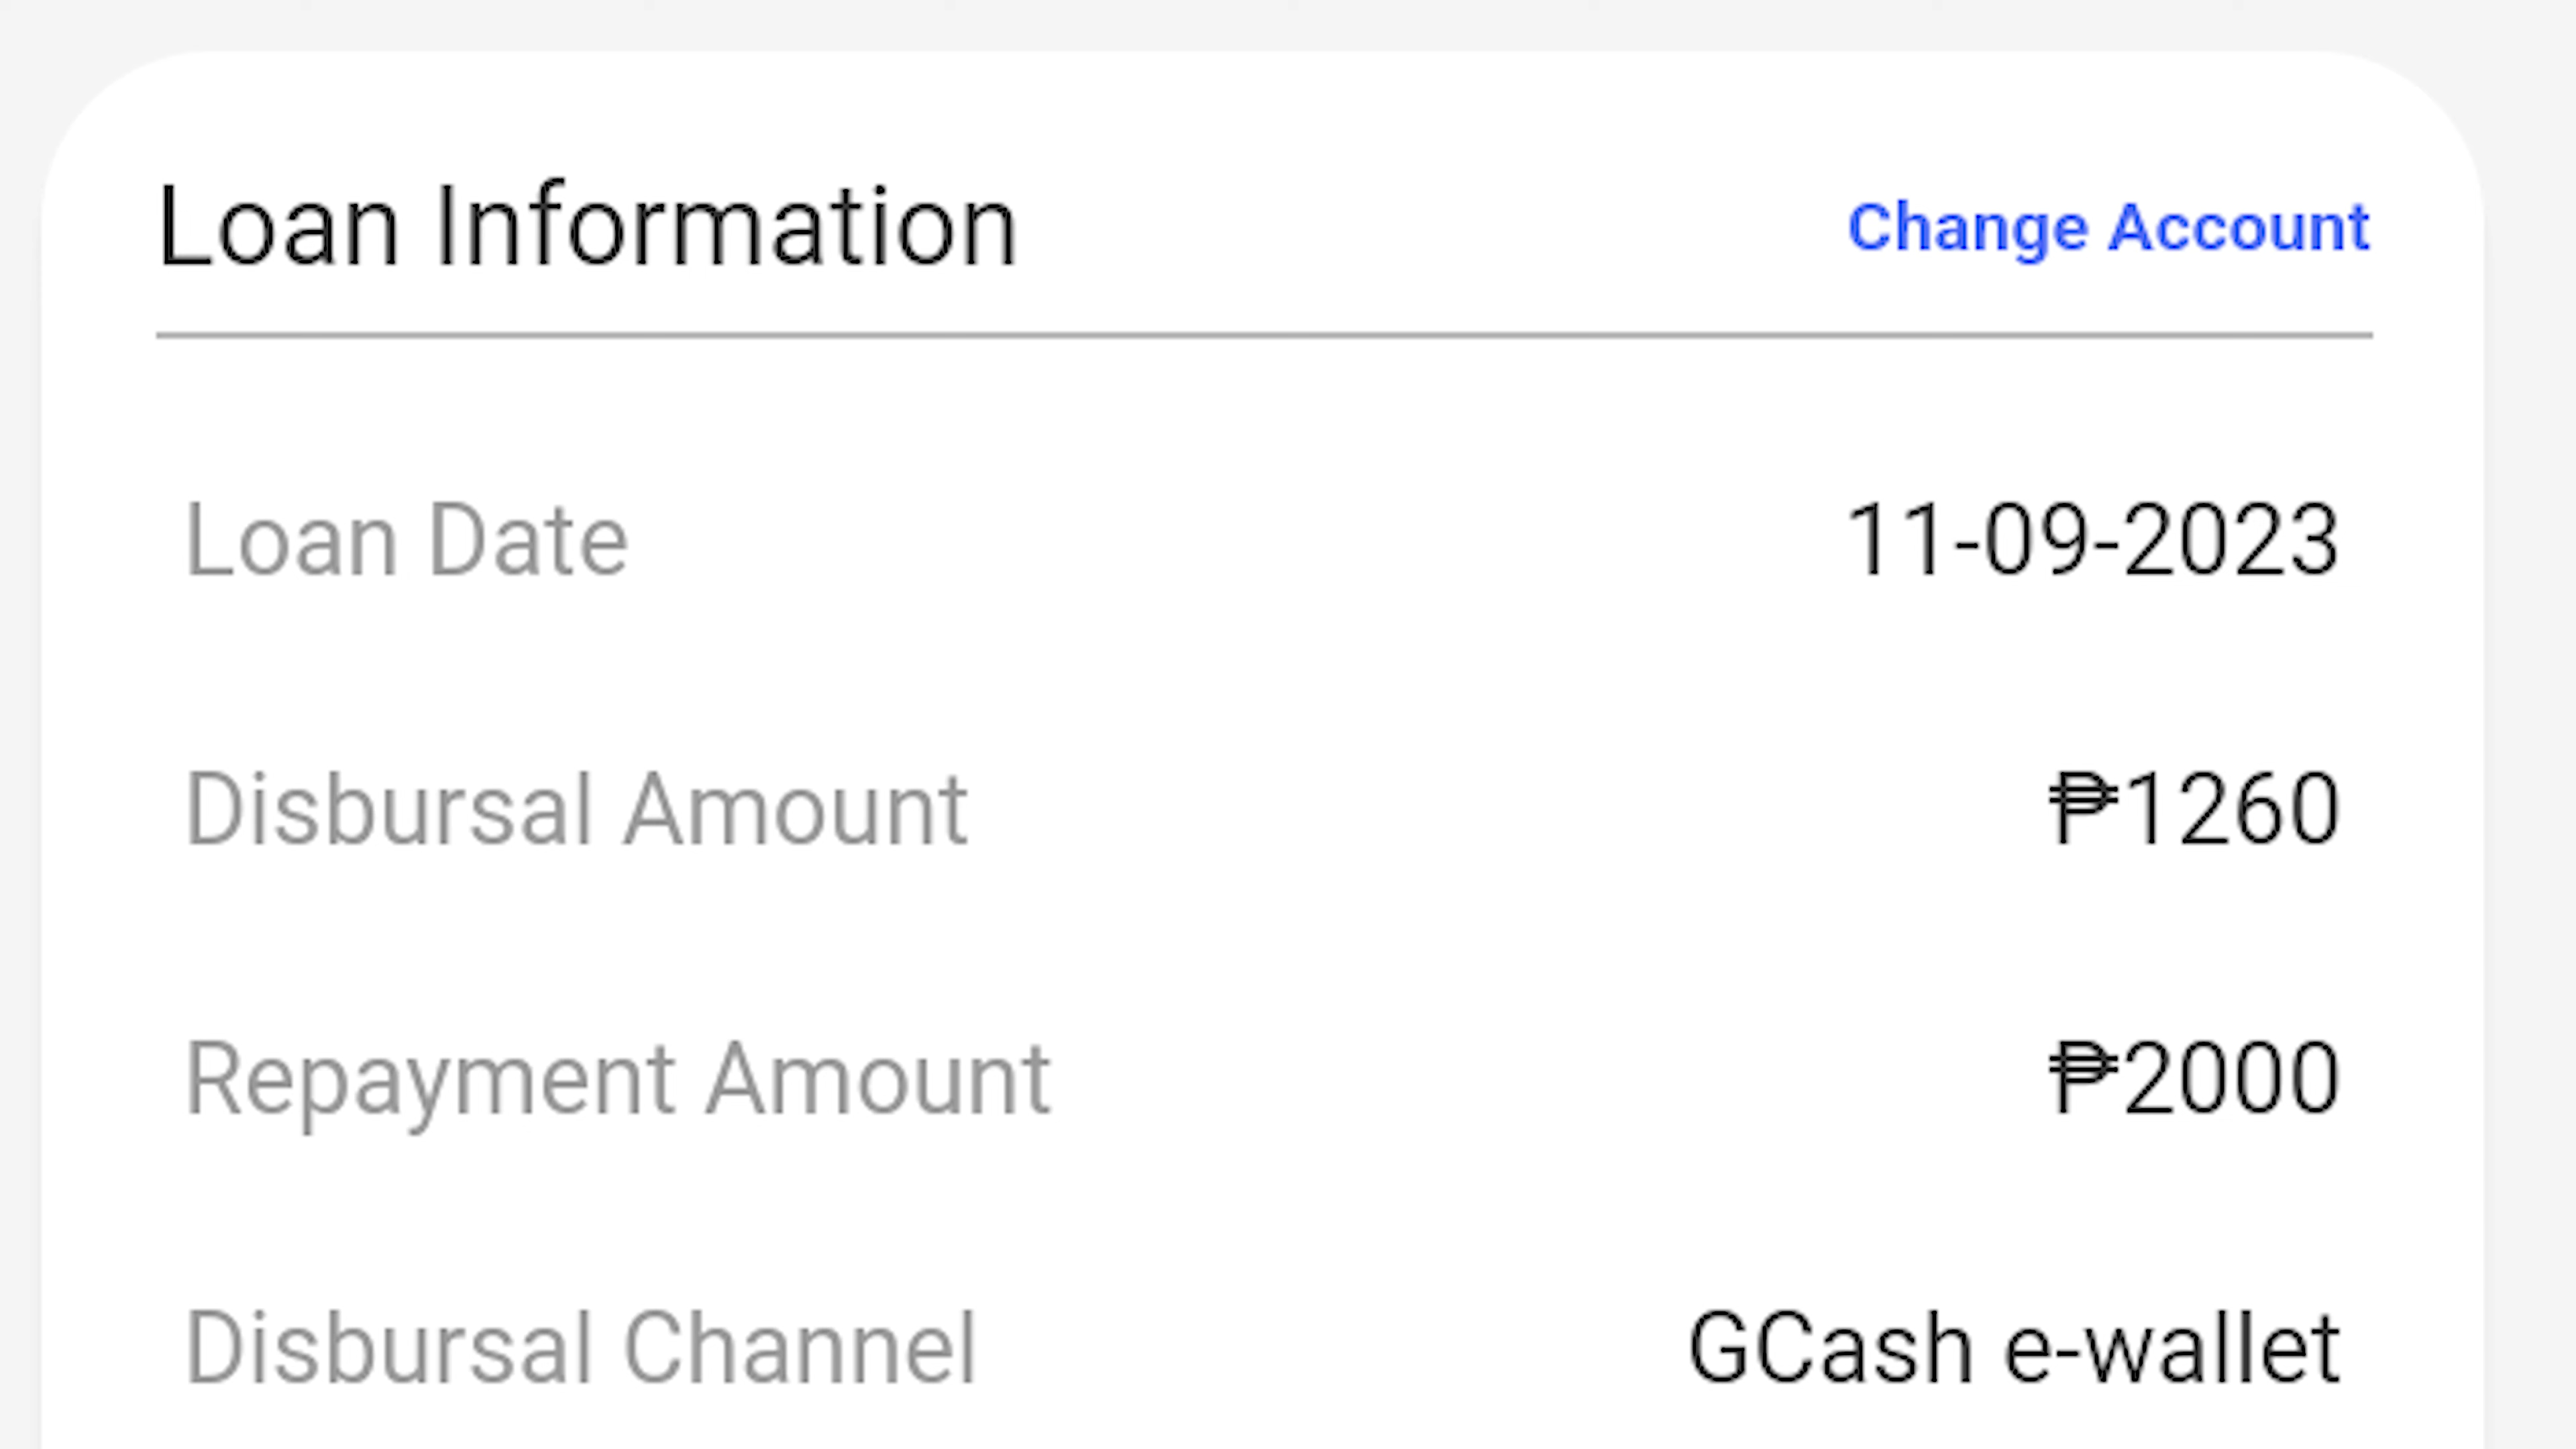 Loan Information Change Account
Loan Date 11-09-2023
Disbursal Amount ₱1260
Repayment Amount ₱2000
Disbursal Channel GCash e-wallet